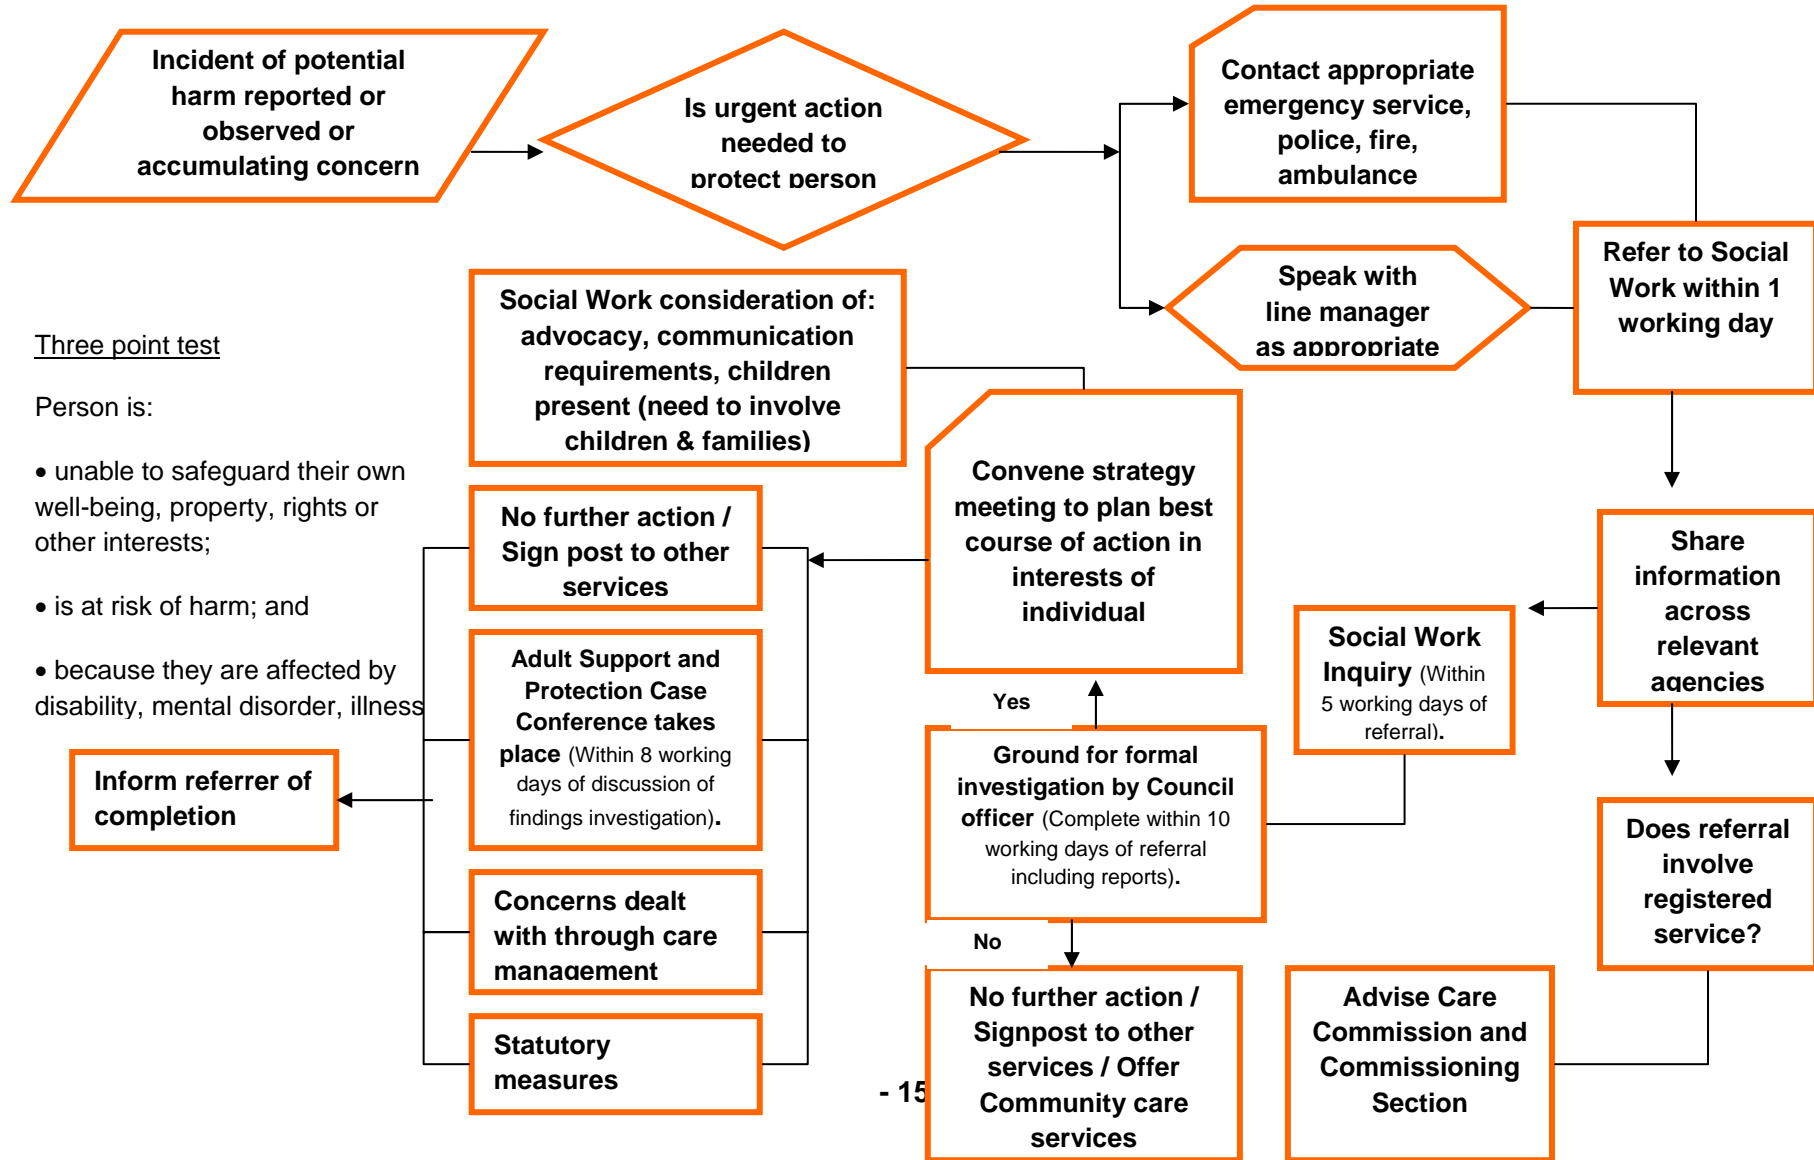 Incident of potential
harm reported or
observed or
accumulating concern
Is urgent action
needed to
protect person
Contact appropriate
emergency service,
police, fire,
ambulance
Speak with
line manager
as appropriate
Refer to Social
Work within 1
working day
Social Work consideration of:
advocacy, communication
requirements, children
present (need to involve
children & families)
Three point test
Person is:
• unable to safeguard their own
well-being, property, rights or
other interests;
• is at risk of harm; and
• because they are affected by
disability, mental disorder, illness
Convene strategy
meeting to plan best
course of action in
interests of
individual
Share
information
across
relevant
agencies
Social Work
Inquiry (Within
5 working days of
referral).
No further action /
Sign post to other
services
Adult Support and
Protection Case
Conference takes
place (Within 8 working
days of discussion of
findings investigation).
Concerns dealt
with through care
management
Statutory
measures
Inform referrer of
completion
Yes
Ground for formal
investigation by Council
officer (Complete within 10
working days of referral
including reports).
No
No further action /
Signpost to other
services / Offer
Community care
services
Does referral
involve
registered
service?
Advise Care
Commission and
Commissioning
Section
- 15